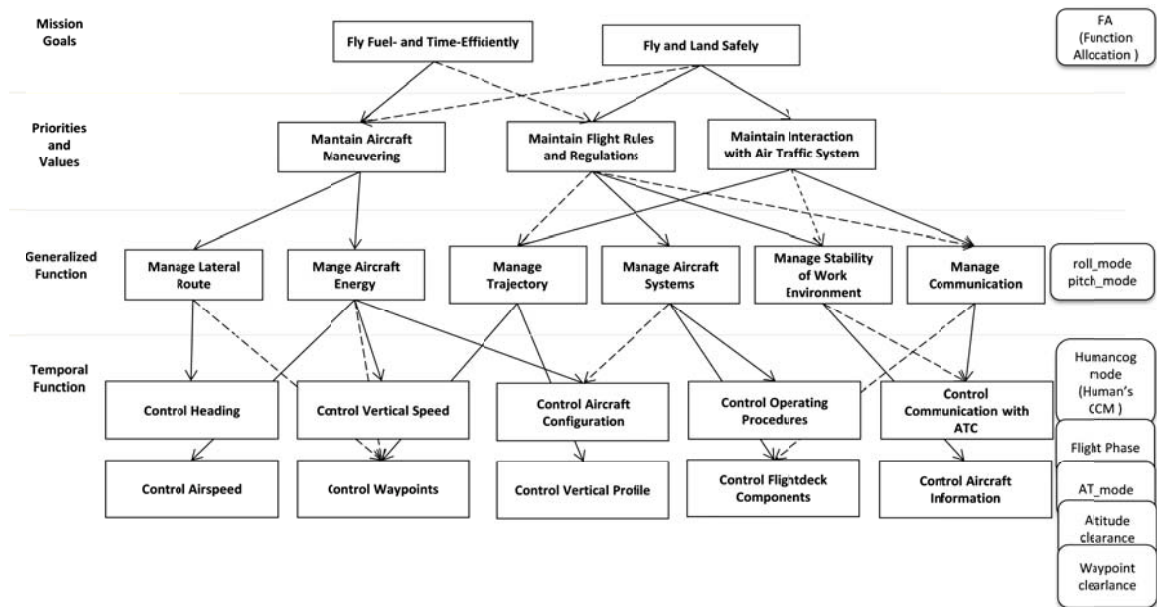 Mission
Goals
Fly Fuel- and Time-Efficiently
Fly and Land Safely
FA
(Function
Allocation )
Priorities
and
Values
Mantain Aircraft
Maneuvering
Maintain Flight Rules
and Regulations
Maintain Interaction
with Air Traffic System
Generalized
Function
Manage Lateral
Route
Mange Aircraft
Energy
Manage
Trajectory
Manage Aircraft
Systems
Manage Stability
of Work
Environment
Manage
Communication
roll_mode
pitch_mode
Temporal
Function
Control Heading
Control Vertical Speed
Control Aircraft
Configuration
Control Operating
Procedures
Control
Communication with
ATC
Humancog
mode
(Human's
CCM )
Control Airspeed
Control Waypoints
Control Vertical Profile
Control Flightdeck
Components
Control Aircraft
Information
Flight Phase
AT_mode
Altitude
clearance
Waypoint
clearlance